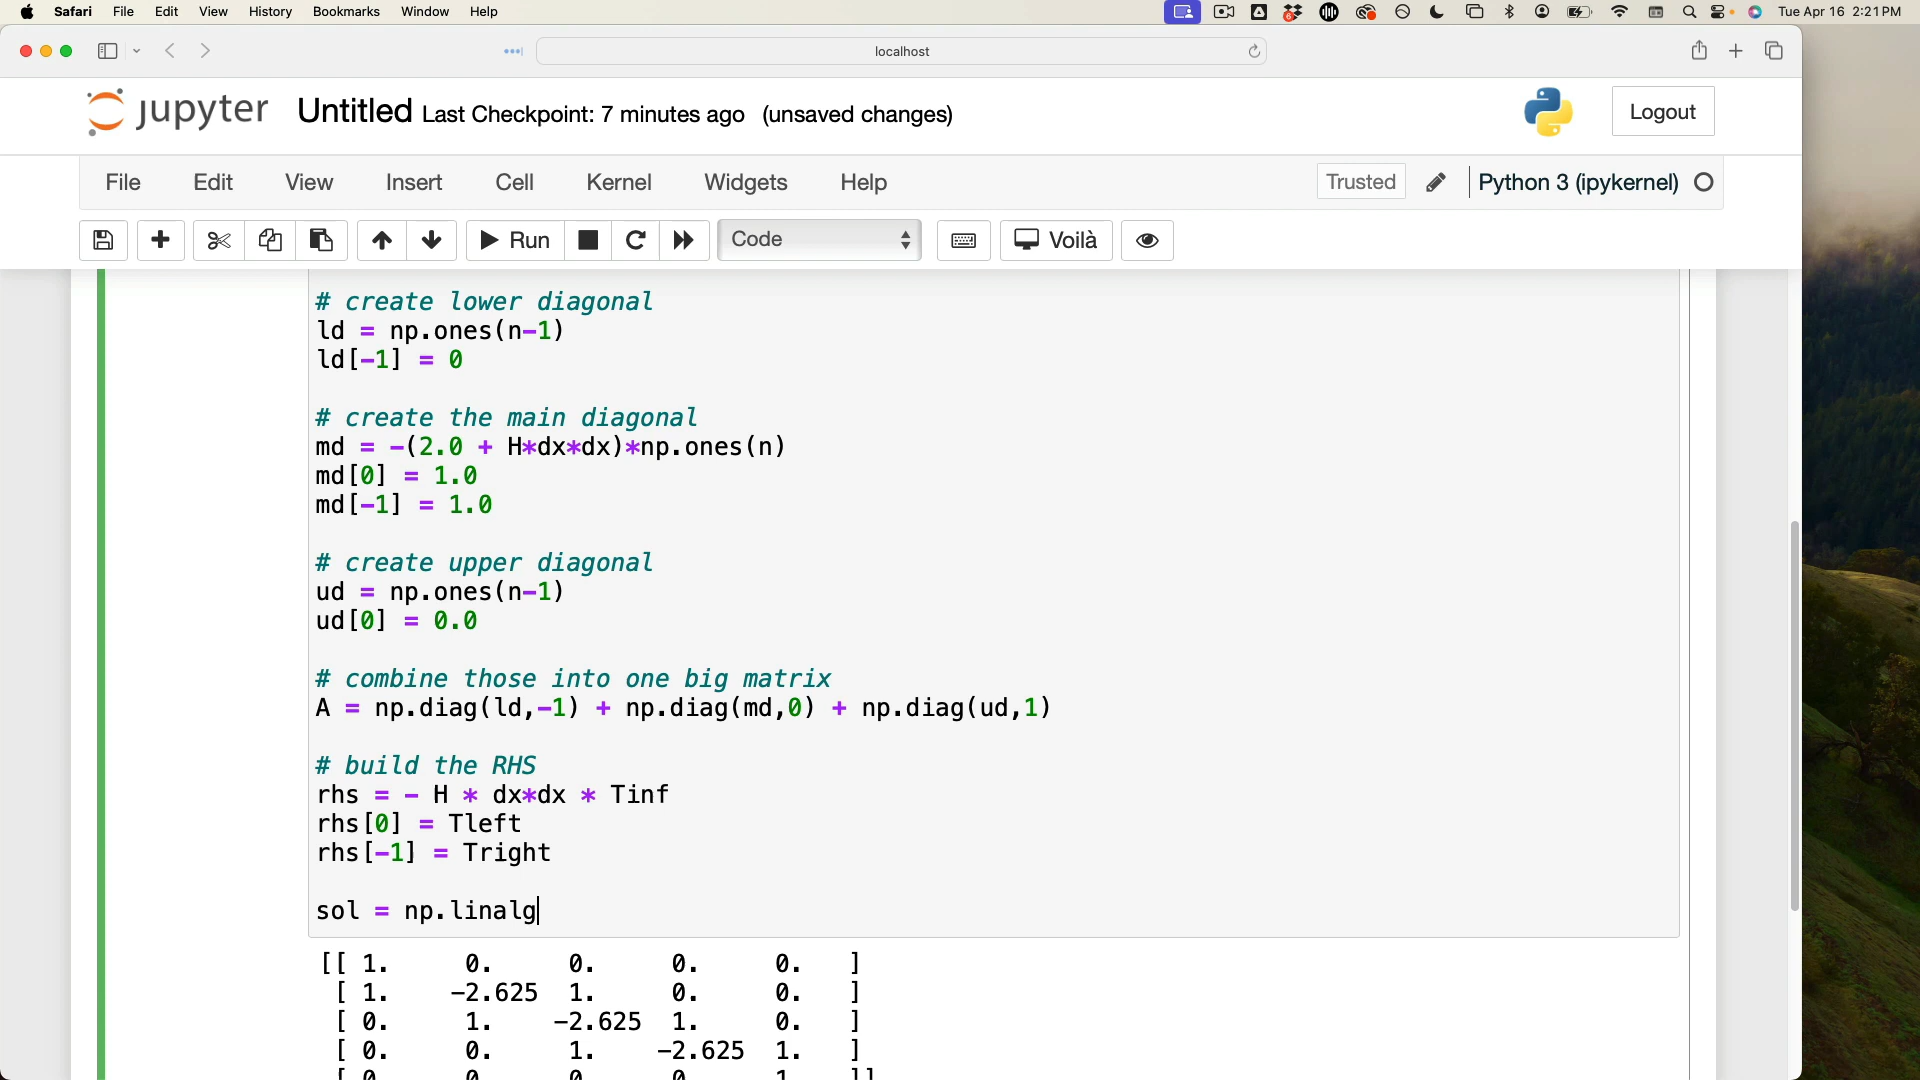 Safari File Edit View History Bookmarks Window Help Tue Apr 16 2:21 PM
localhost
jupyter Untitled Last Checkpoint: 7 minutes ago (unsaved changes) Logout
File Edit View Insert Cell Kernel Widgets Help Trusted Python 3 (ipykernel)
Run Code Voilà
# create lower diagonal
ld = np.ones(n-1)
ld[-1] = 0
# create the main diagonal
md = -(2.0 + H*dx*dx)*np.ones(n)
md[0] = 1.0
md[-1] = 1.0
# create upper diagonal
ud = np.ones(n-1)
ud[0] = 0.0
# combine those into one big matrix
A = np.diag(ld,-1) + np.diag(md,0) + np.diag(ud,1)
# build the RHS
rhs = - H * dx*dx * Tinf
rhs[0] = Tleft
rhs[-1] = Tright
sol = np.linalg
[[ 1. 0. 0. 0. 0. ]
[ 1. -2.625 1. 0. 0. ]
[ 0. 1. -2.625 1. 0. ]
[ 0. 0. 1. -2.625 1. ]
[ 0. 0. 0. 0. 1. ]]